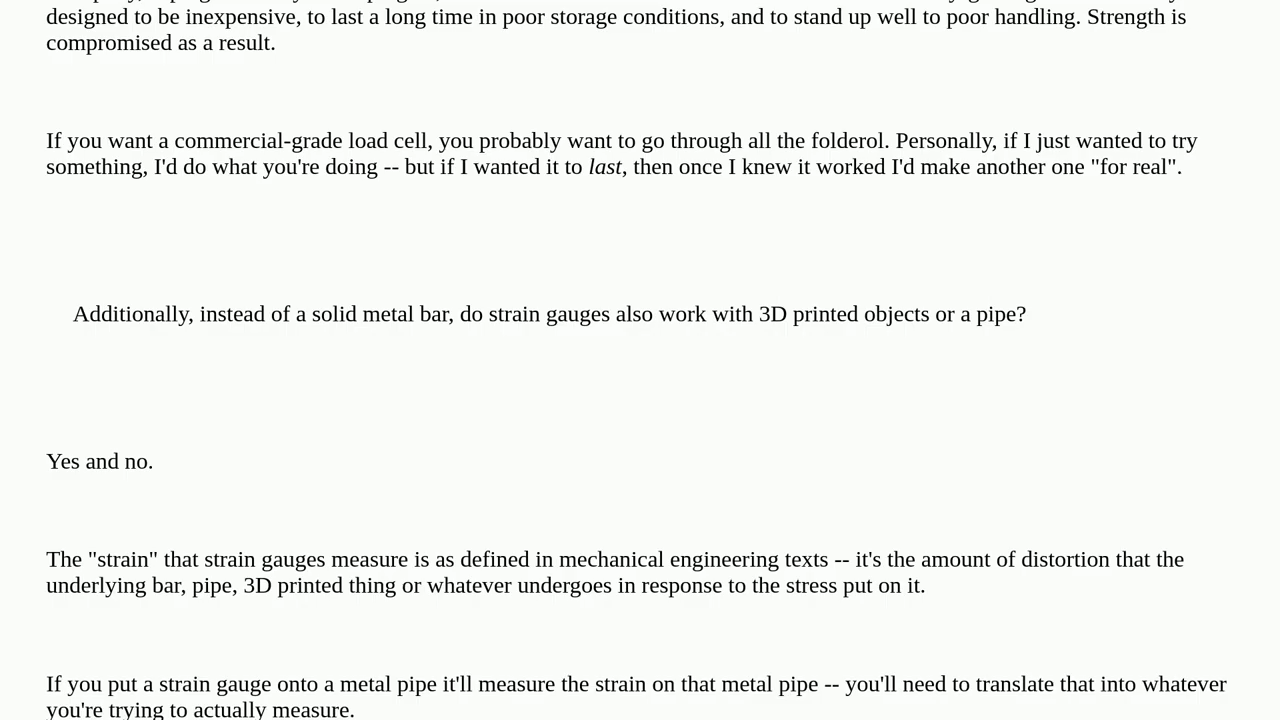 designed to be inexpensive, to last a long time in poor storage conditions, and to stand up well to poor handling. Strength is
compromised as a result.
If you want a commercial-grade load cell, you probably want to go through all the folderol. Personally, if I just wanted to try
something, I'd do what you're doing -- but if I wanted it to last, then once I knew it worked I'd make another one "for real".
Additionally, instead of a solid metal bar, do strain gauges also work with 3D printed objects or a pipe?
Yes and no.
The "strain" that strain gauges measure is as defined in mechanical engineering texts -- it's the amount of distortion that the
underlying bar, pipe, 3D printed thing or whatever undergoes in response to the stress put on it.
If you put a strain gauge onto a metal pipe it'll measure the strain on that metal pipe -- you'll need to translate that into whatever
you're trying to actually measure.